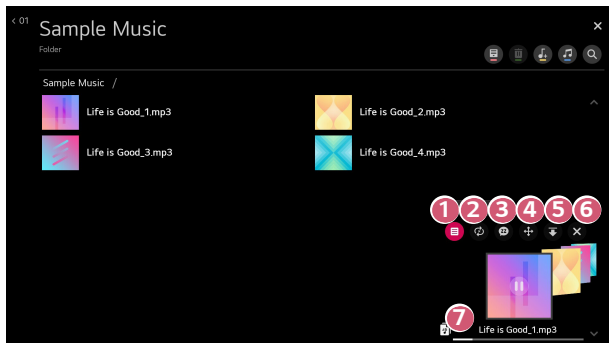 < 01
Sample Music
Folder
Sample Music /
Life is Good_1.mp3
Life is Good_2.mp3
Life is Good_3.mp3
Life is Good_4.mp3
1 2 3 4 5 6
7
Life is Good_1.mp3